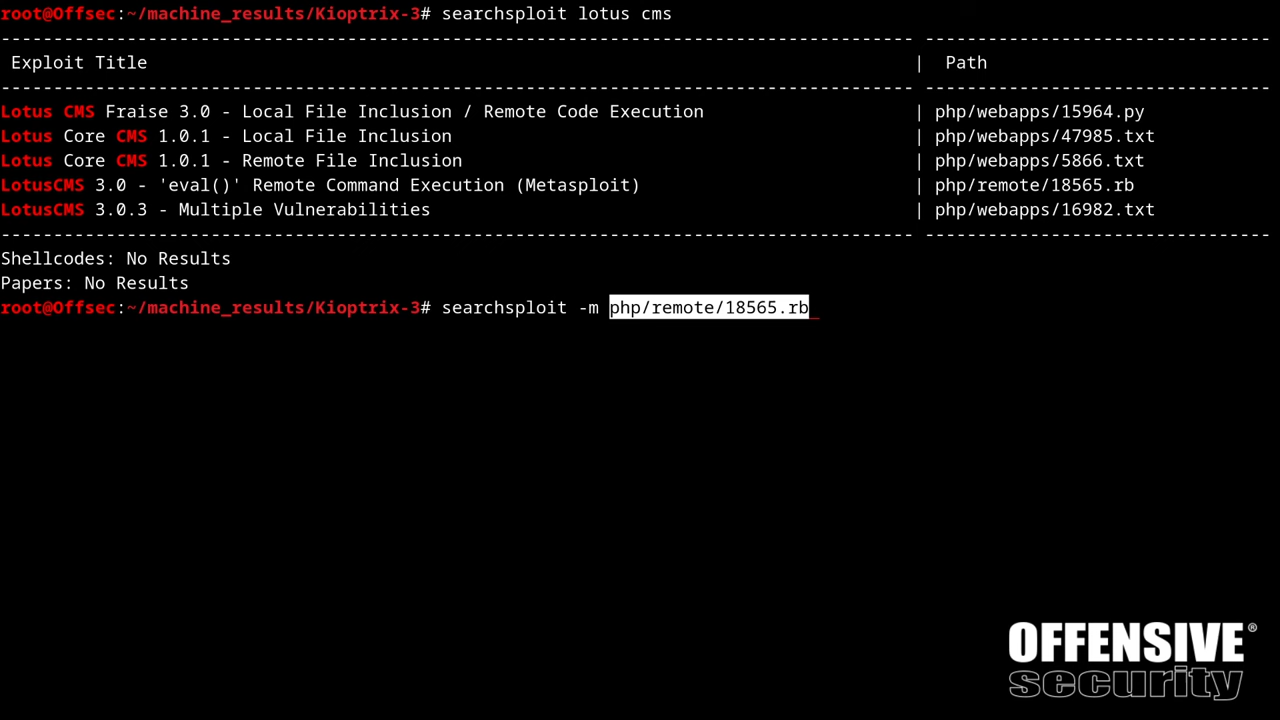 root@Offsec:~/machine_results/Kioptrix-3# searchsploit lotus cms
--------------------------------------------------------------------------------------- ---------------------------------
 Exploit Title                                                                         |  Path
--------------------------------------------------------------------------------------- ---------------------------------
Lotus CMS Fraise 3.0 - Local File Inclusion / Remote Code Execution                    | php/webapps/15964.py
Lotus Core CMS 1.0.1 - Local File Inclusion                                            | php/webapps/47985.txt
Lotus Core CMS 1.0.1 - Remote File Inclusion                                           | php/webapps/5866.txt
LotusCMS 3.0 - 'eval()' Remote Command Execution (Metasploit)                          | php/remote/18565.rb
LotusCMS 3.0.3 - Multiple Vulnerabilities                                              | php/webapps/16982.txt
--------------------------------------------------------------------------------------- ---------------------------------
Shellcodes: No Results
Papers: No Results
root@Offsec:~/machine_results/Kioptrix-3# searchsploit -m php/remote/18565.rb
OFFENSIVE®
security